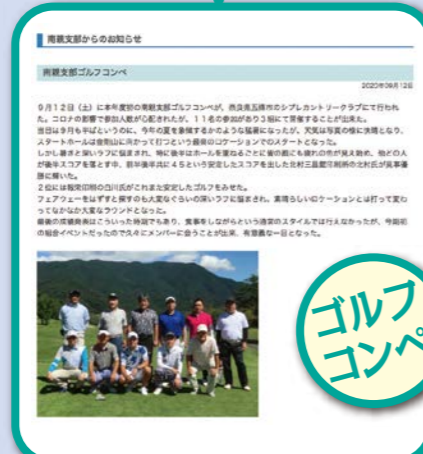 南親支部からのお知らせ
南親支部ゴルフコンペ
2020年09月12日
9月12日(土)に本年度初の南親支部ゴルフコンペが、奈良県五條市のシプレカントリークラブにて行われ
た。コロナの影響で参加人数が心配されたが、11名の参加があり3組にて開催することが出来た。
当日は9月も半ばというのに、今年の夏を象徴するかのような猛暑になったが、天気は写真の様に快晴となり、
スタートホールは金剛山に向かって打つという最高のロケーションでのスタートとなった。
しかし暑さと深いラフに悩まされ、特に後半はホールを重ねるごとに皆の顔にも疲れの色が見え始め、他どの人
が後半スコアを落とす中、前半後半共に45という安定したスコアを出した北村三晶堂印刷所の北村氏が見事優
勝に輝いた。
2位には桜栄印明の白川氏がこれまた安定したゴルフをみせた。
フェアウェーをはずすと探すのも大変なぐらいの深いラフに悩まされ、素晴らしいロケーションとは打って変わ
ってなかなか大変なラウンドとなった。
最後の成績発表はこういった時期でもあり、食事をしながらという通常のスタイルでは行えなかったが、今期初
の組合イベントだったので久々にメンバーに会うことが出来、有意義な一日となった。
ゴルフ
コンペ